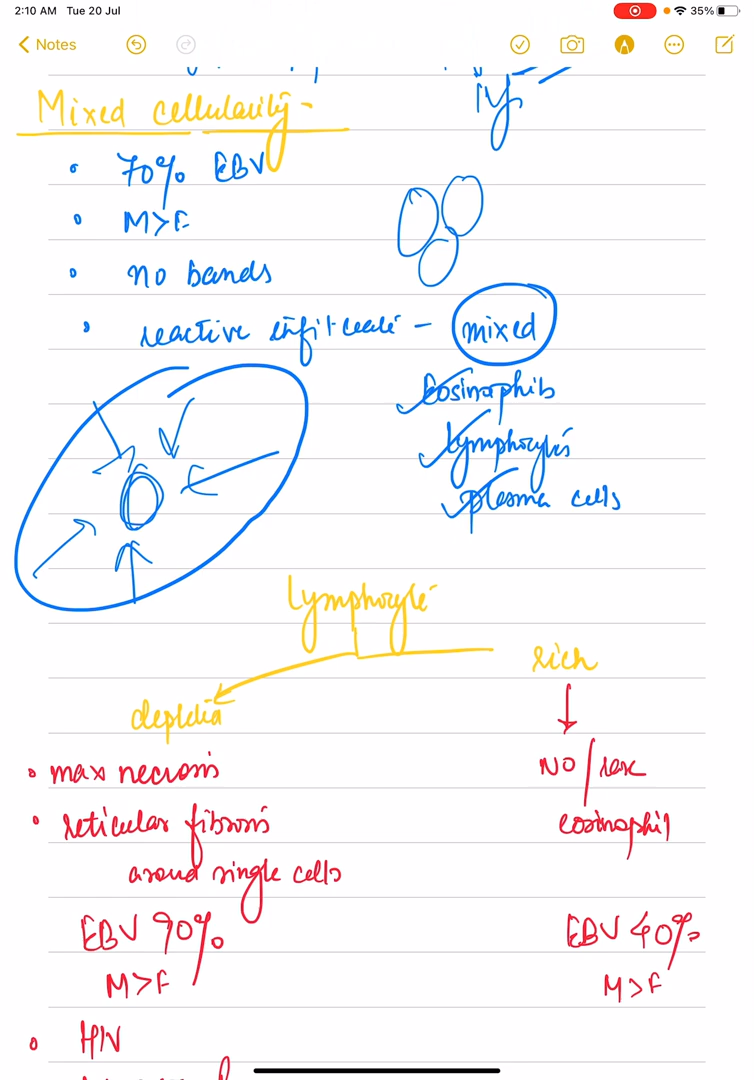 2:10 AM Tue 20 Jul
35%
Notes
Mixed cellularity -
70% EBV
M>F
no bands
reactive infiltrate - mixed
Eosinophils
lymphocytes
plasma cells
lymphocyte
rich
depletion
max necrosis
NO/rare
reticular fibrosis
eosinophil
around single cells
EBV 90%
EBV 40%
M>F
M>F
HIV